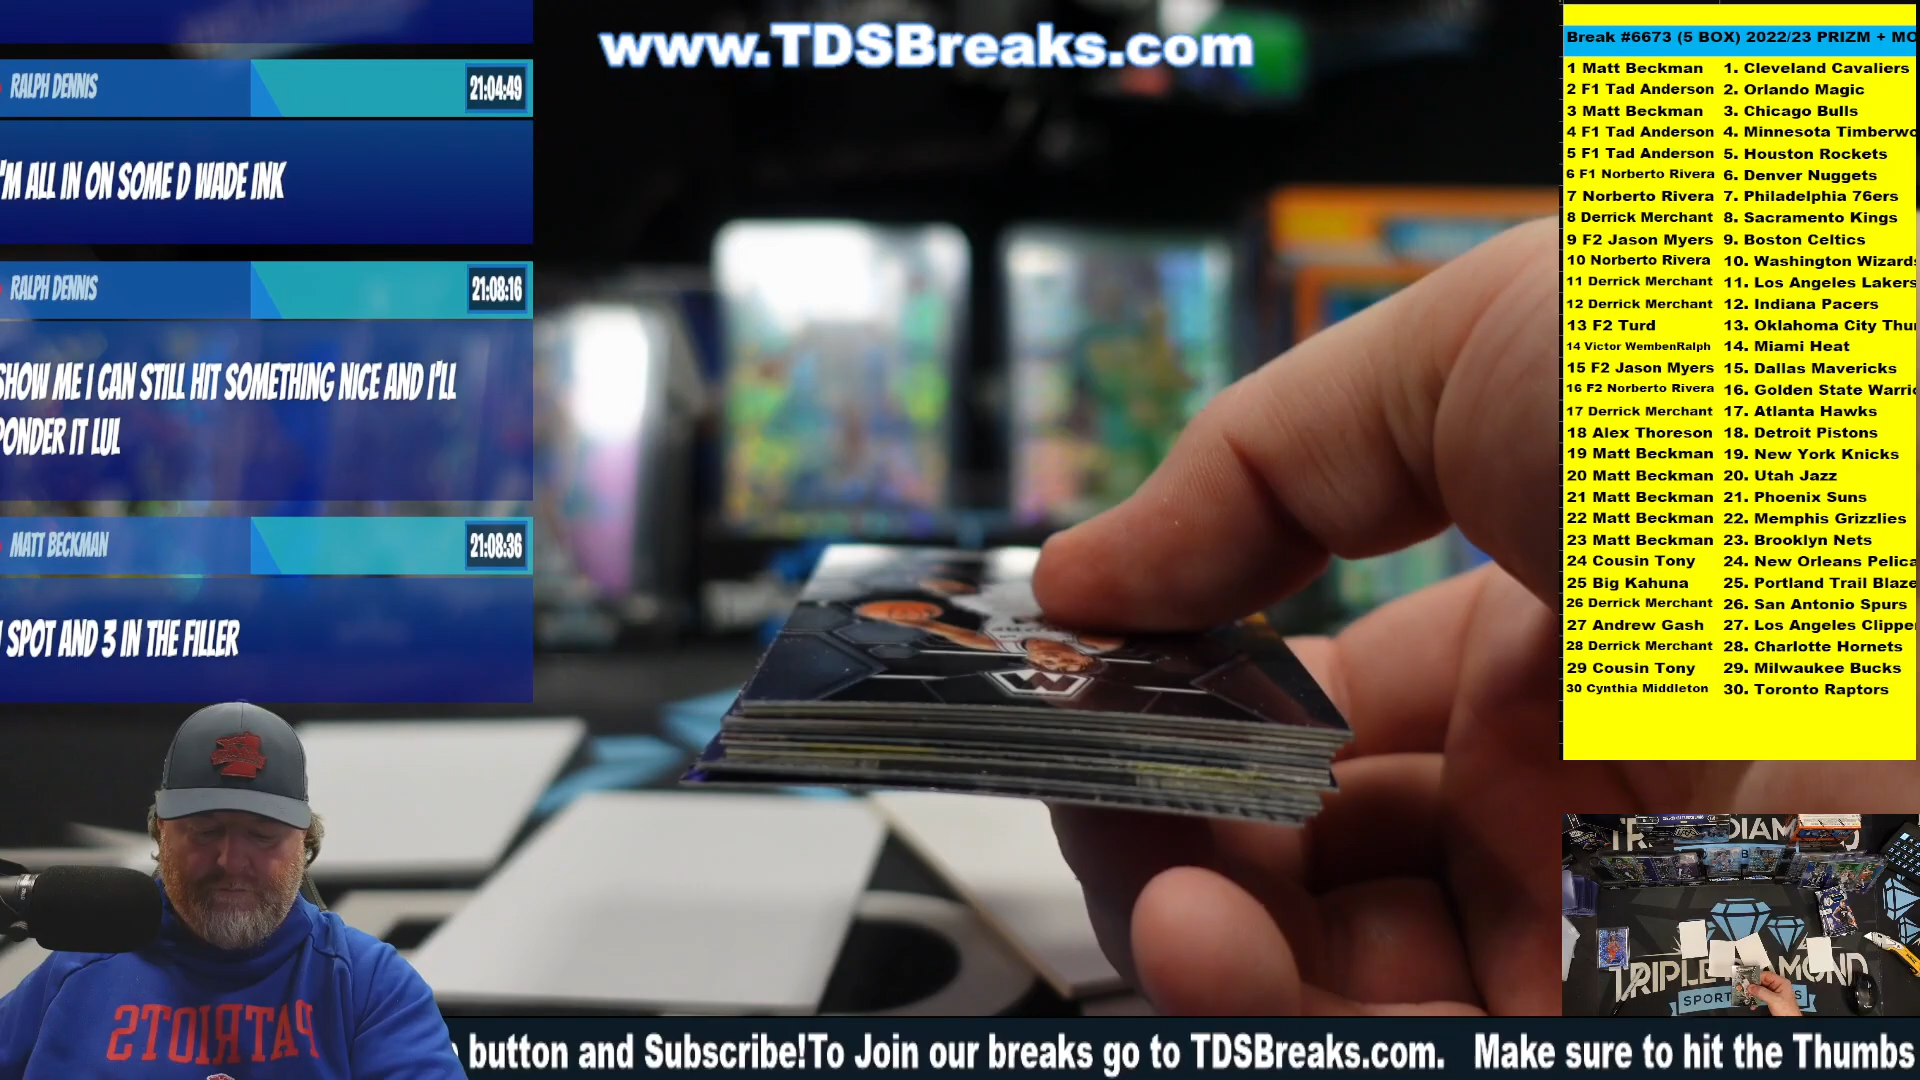 www.TDSBreaks.com
RALPH DENNIS
21:04:49
'M ALL IN ON SOME D WADE INK
RALPH DENNIS
21:08:16
SHOW ME I CAN STILL HIT SOMETHING NICE AND I'LL
PONDER IT LUL
MATT BECKMAN
21:08:36
SPOT AND 3 IN THE FILLER
Break #6673 (5 BOX) 2022/23 PRIZM + MO
1 Matt Beckman 1. Cleveland Cavaliers
2 F1 Tad Anderson 2. Orlando Magic
3 Matt Beckman 3. Chicago Bulls
4 F1 Tad Anderson 4. Minnesota Timberwo
5 F1 Tad Anderson 5. Houston Rockets
6 F1 Norberto Rivera 6. Denver Nuggets
7 Norberto Rivera 7. Philadelphia 76ers
8 Derrick Merchant 8. Sacramento Kings
9 F2 Jason Myers 9. Boston Celtics
10 Norberto Rivera 10. Washington Wizards
11 Derrick Merchant 11. Los Angeles Lakers
12 Derrick Merchant 12. Indiana Pacers
13 F2 Turd 13. Oklahoma City Thu
14 Victor WembenRalph 14. Miami Heat
15 F2 Jason Myers 15. Dallas Mavericks
16 F2 Norberto Rivera 16. Golden State Warrio
17 Derrick Merchant 17. Atlanta Hawks
18 Alex Thoreson 18. Detroit Pistons
19 Matt Beckman 19. New York Knicks
20 Matt Beckman 20. Utah Jazz
21 Matt Beckman 21. Phoenix Suns
22 Matt Beckman 22. Memphis Grizzlies
23 Matt Beckman 23. Brooklyn Nets
24 Cousin Tony 24. New Orleans Pelica
25 Big Kahuna 25. Portland Trail Blaze
26 Derrick Merchant 26. San Antonio Spurs
27 Andrew Gash 27. Los Angeles Clippe
28 Derrick Merchant 28. Charlotte Hornets
29 Cousin Tony 29. Milwaukee Bucks
30 Cynthia Middleton 30. Toronto Raptors
TRIPLE DIAMOND
SPORTS
PATRIOTS
button and Subscribe!To Join our breaks go to TDSBreaks.com. Make sure to hit the Thumbs